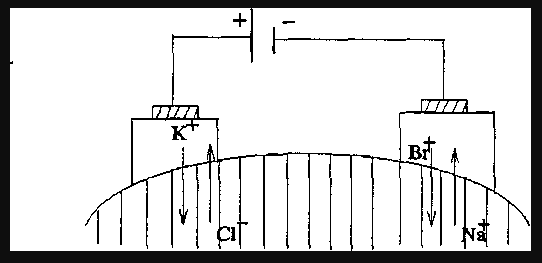 + −
K⁺ Br⁺
Cl⁻ Na⁺